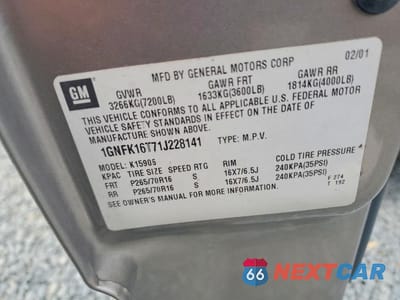 02/01
MFD BY GENERAL MOTORS CORP
GM
GVWR GAWR FRT GAWR RR
3266KG(7200LB) 1633KG(3600LB) 1814KG(4000LB)
THIS VEHICLE CONFORMS TO ALL APPLICABLE U.S. FEDERAL MOTOR
VEHICLE SAFETY STANDARDS IN EFFECT ON THE DATE OF
MANUFACTURE SHOWN ABOVE.
1GNFK16T71J228141 TYPE: M.P.V.
MODEL: K15906
KPAC TIRE SIZE SPEED RTG RIM COLD TIRE PRESSURE
FRT P265/70R16 S 16X7/6.5J 240KPA(35PSI)
RR P265/70R16 S 16X7/6.5J 240KPA(35PSI)
SEE OWNER'S MANUAL FOR MORE INFORMATION.
F 274
T 192
66 NEXTCAR